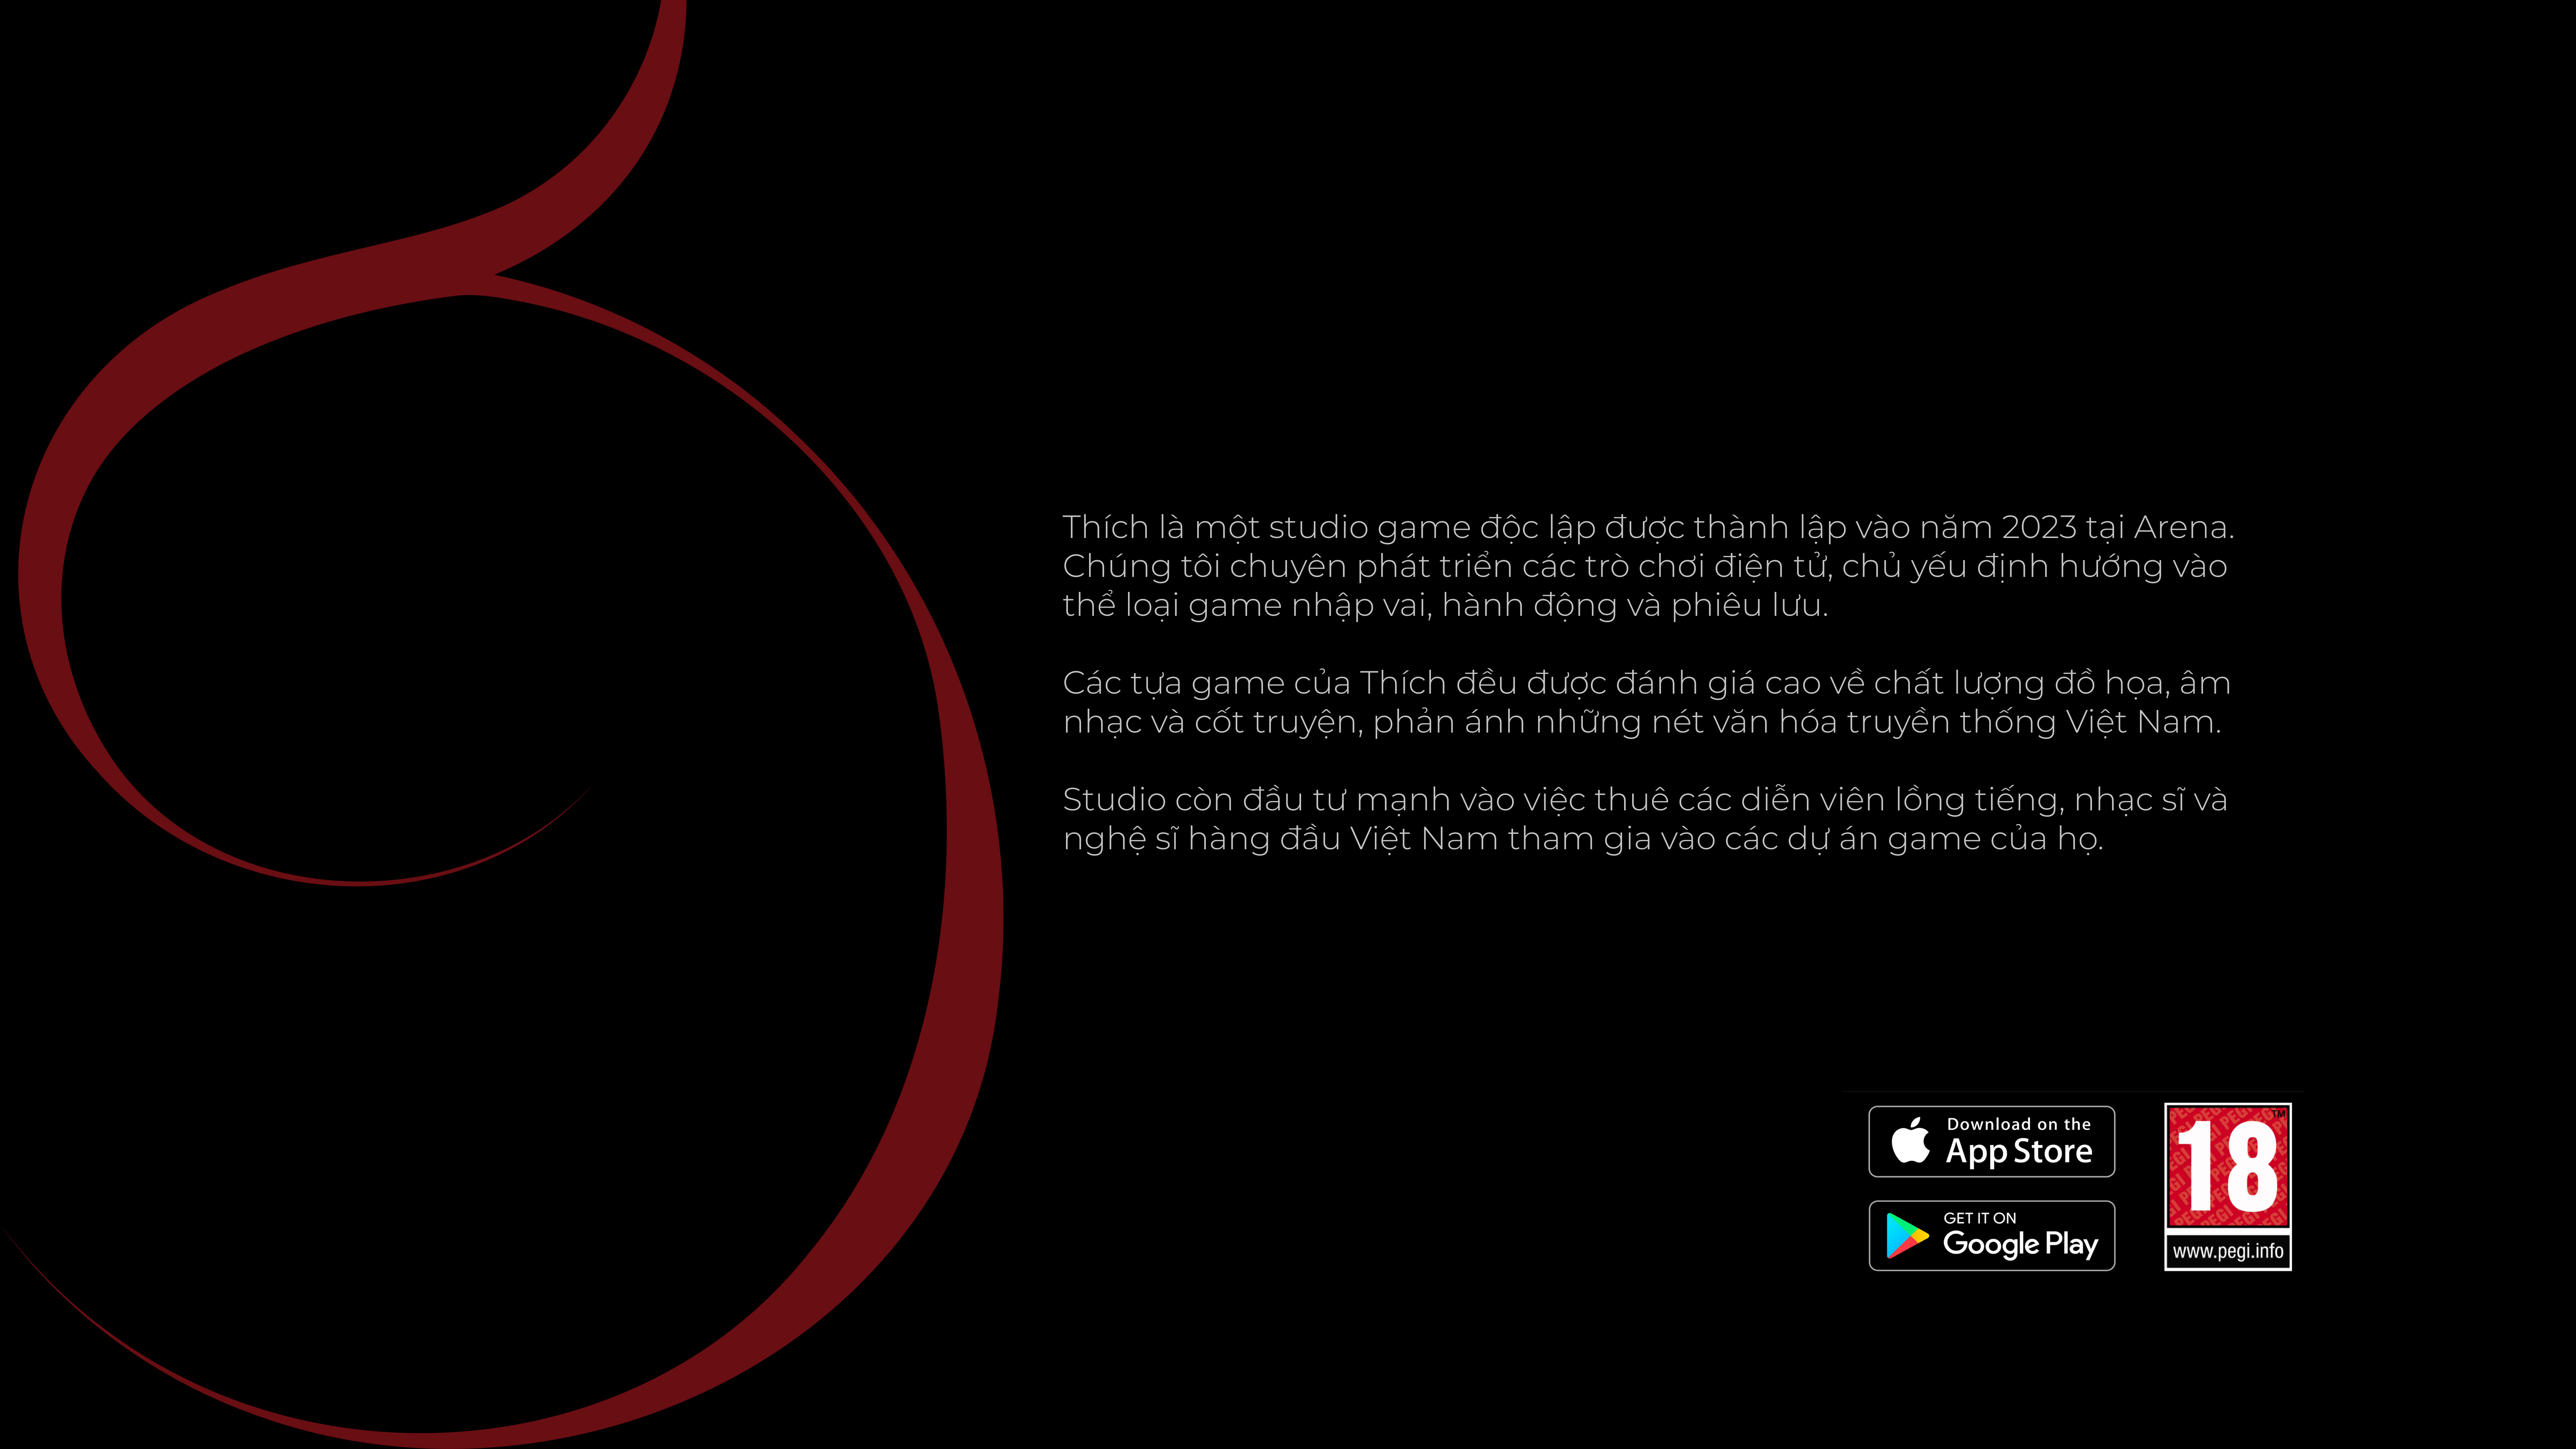 Thích là một studio game độc lập được thành lập vào năm 2023 tại Arena.
Chúng tôi chuyên phát triển các trò chơi điện tử, chủ yếu định hướng vào
thể loại game nhập vai, hành động và phiêu lưu.
Các tựa game của Thích đều được đánh giá cao về chất lượng đồ họa, âm
nhạc và cốt truyện, phản ánh những nét văn hóa truyền thống Việt Nam.
Studio còn đầu tư mạnh vào việc thuê các diễn viên lồng tiếng, nhạc sĩ và
nghệ sĩ hàng đầu Việt Nam tham gia vào các dự án game của họ.
Download on the
App Store
GET IT ON
Google Play
TM
18
www.pegi.info